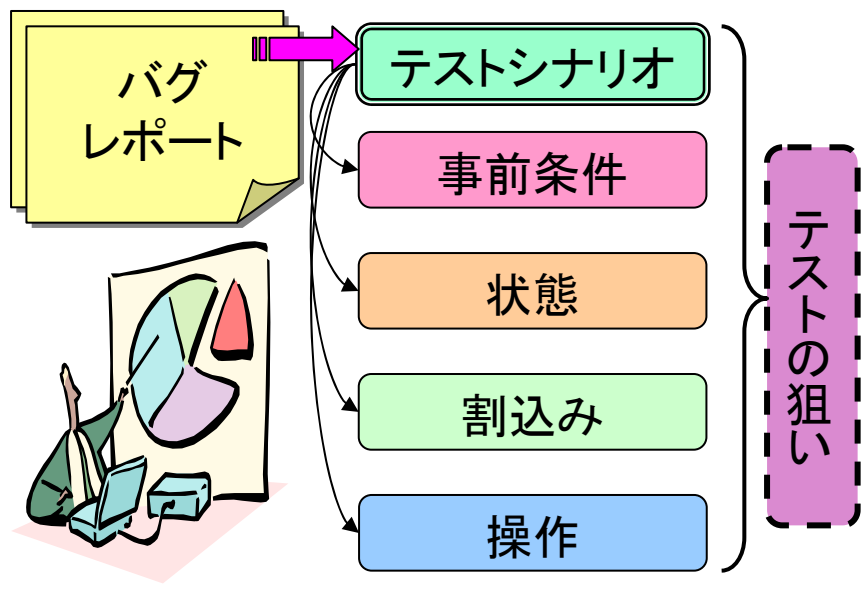 バグ
レポート
テストシナリオ
事前条件
状態
割込み
操作
テストの狙い